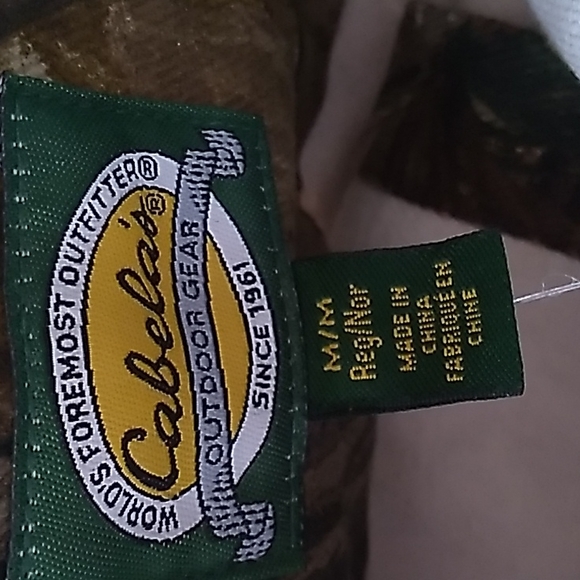 WORLD'S FOREMOST OUTFITTER®
Cabela's®
OUTDOOR GEAR
SINCE 1961
M/M
Reg/Nor
MADE IN
CHINA
FABRIQUÉ EN
CHINE